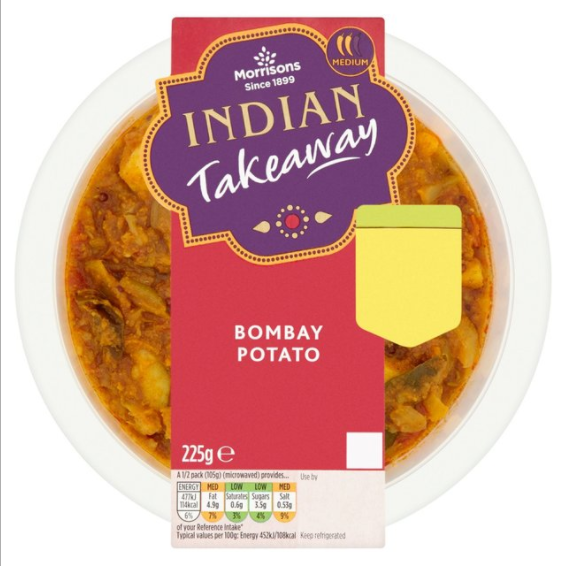 Morrisons
Since 1899
MEDIUM
INDIAN
Takeaway
BOMBAY
POTATO
225g ℮
A 1/2 pack (105g) (microwaved) provides...
Use by
ENERGY MED LOW LOW MED
477kJ Fat Saturates Sugars Salt
114kcal 4.9g 0.6g 3.5g 0.53g
6% 7% 3% 4% 9%
of your Reference Intake*
Typical values per 100g: Energy 452kJ/108kcal
Keep refrigerated